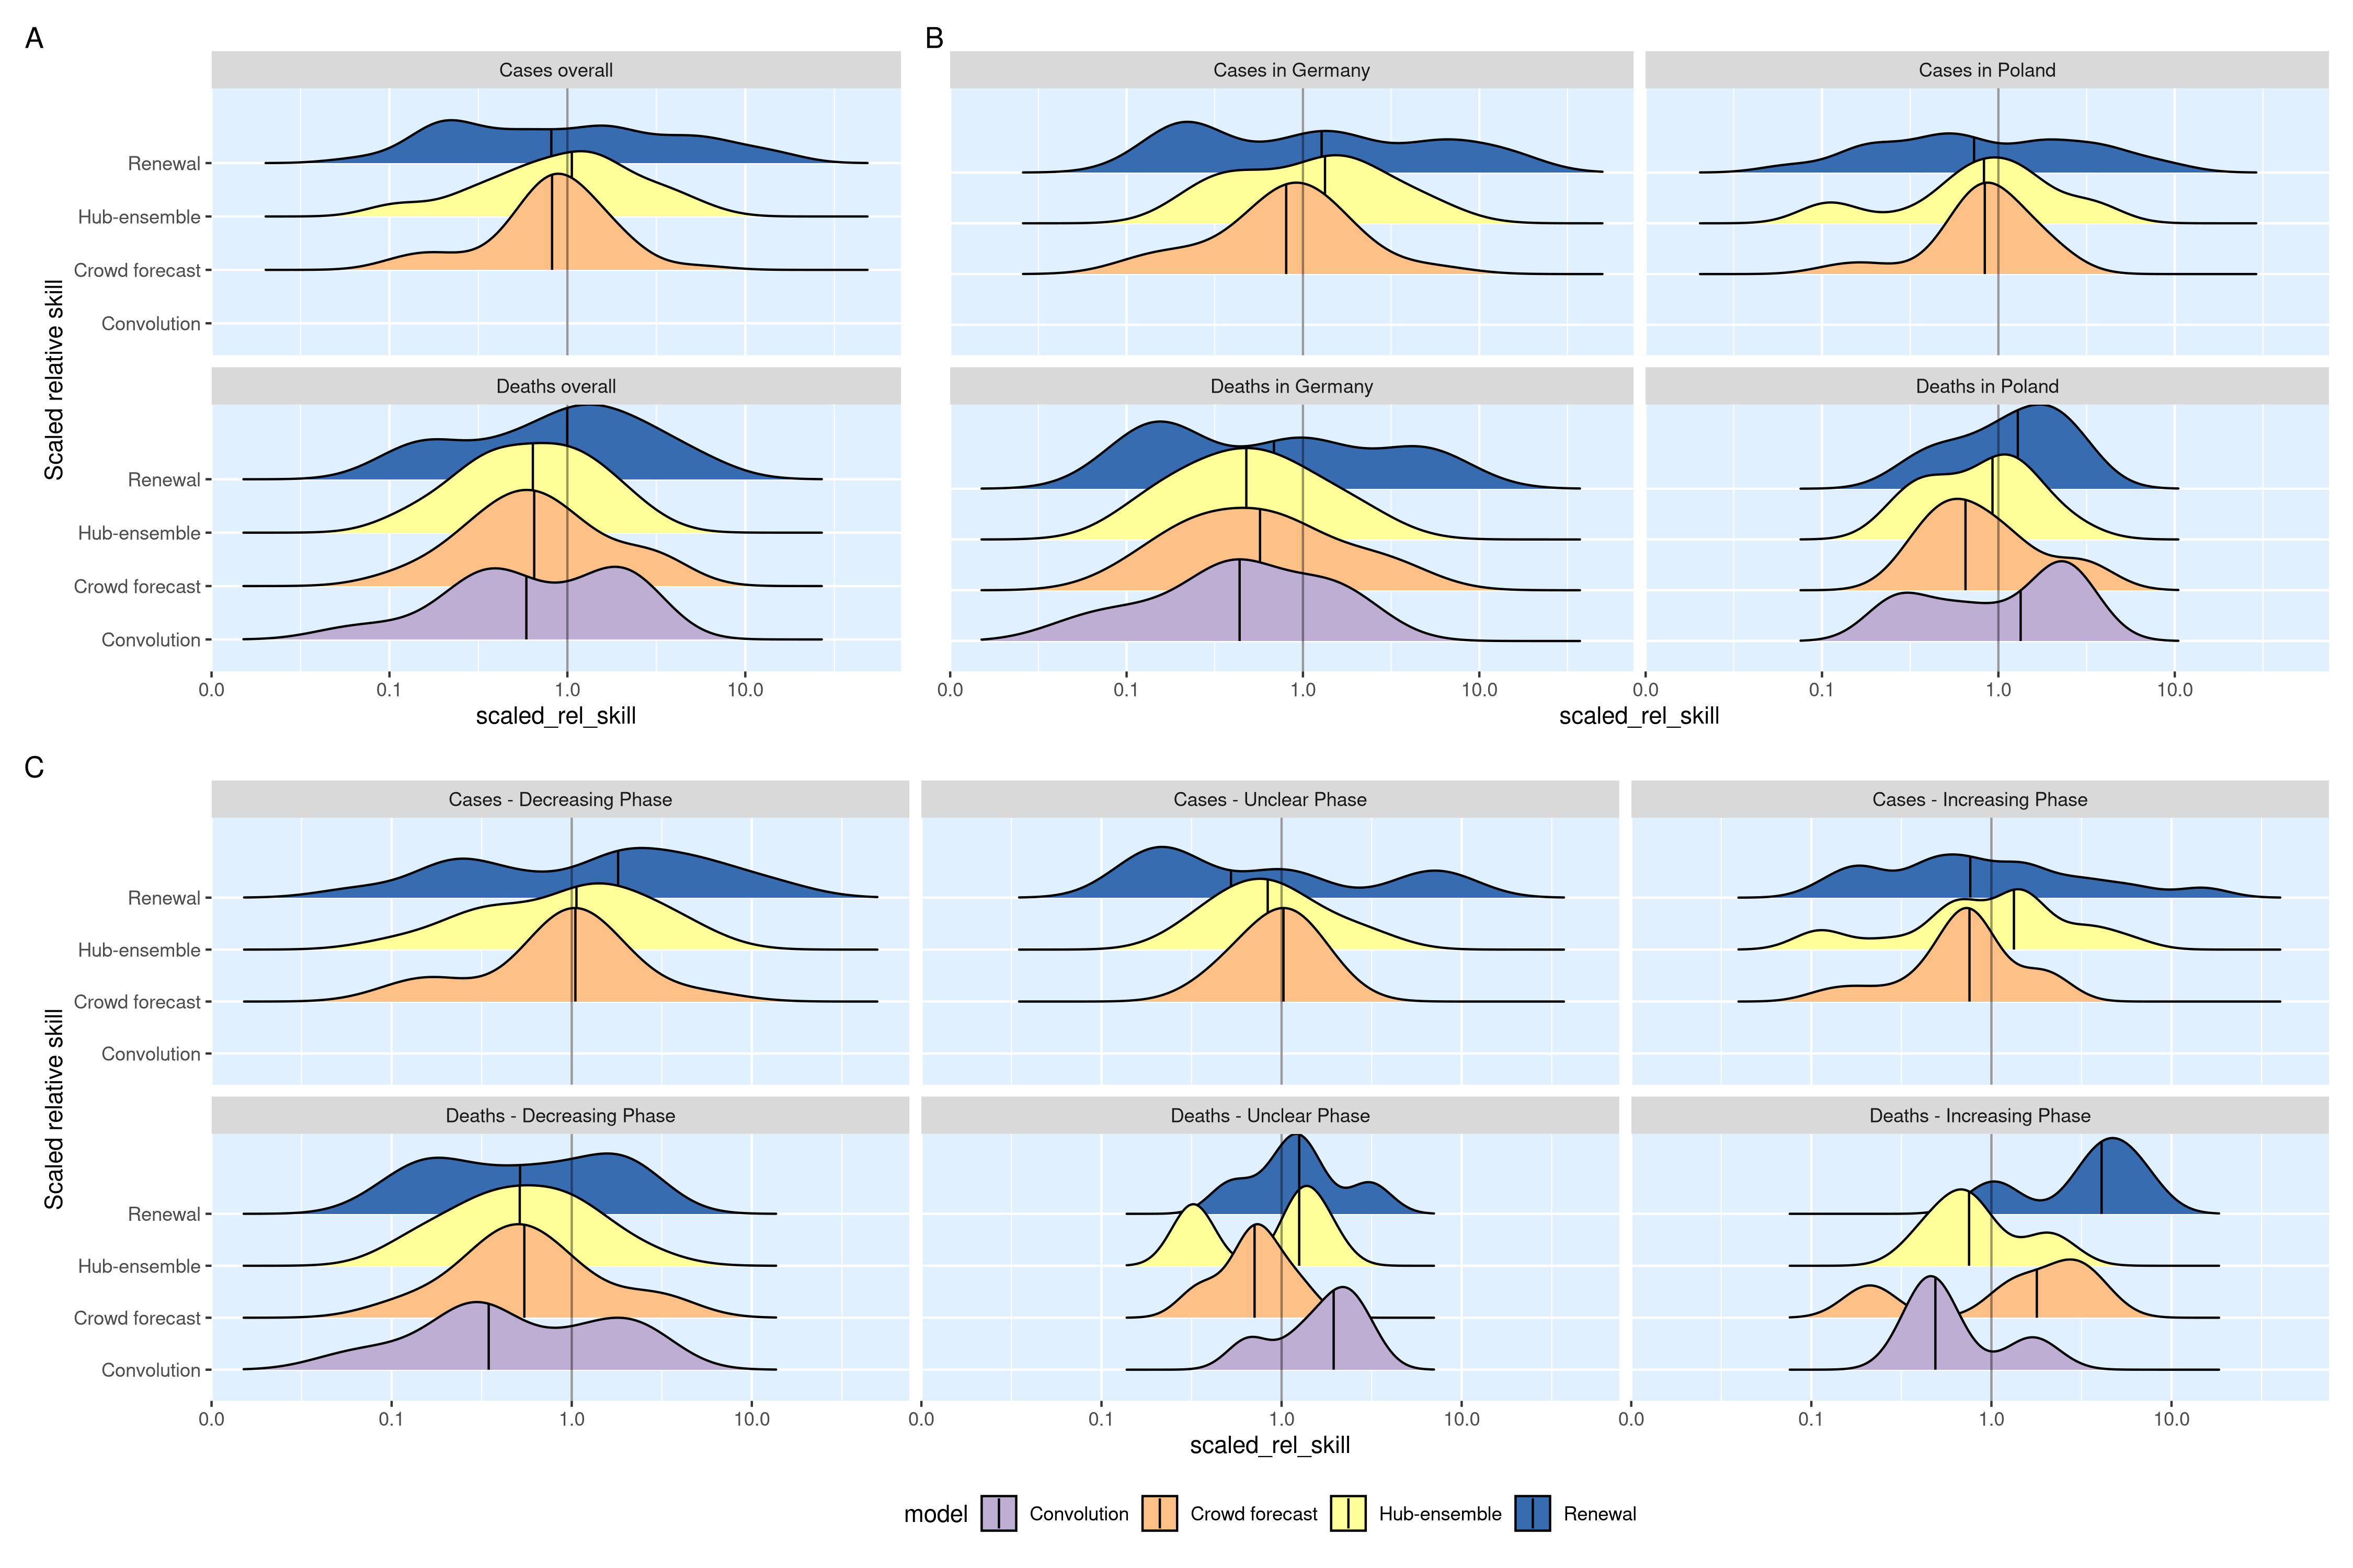 A
B
Cases overall
Cases in Germany
Cases in Poland
Renewal
Hub-ensemble
Crowd forecast
Convolution
Scaled relative skill
Deaths overall
Deaths in Germany
Deaths in Poland
Renewal
Hub-ensemble
Crowd forecast
Convolution
0.0 0.1 1.0 10.0
0.0 0.1 1.0 10.0
0.0 0.1 1.0 10.0
scaled_rel_skill
scaled_rel_skill
C
Cases - Decreasing Phase
Cases - Unclear Phase
Cases - Increasing Phase
Renewal
Hub-ensemble
Crowd forecast
Convolution
Scaled relative skill
Deaths - Decreasing Phase
Deaths - Unclear Phase
Deaths - Increasing Phase
Renewal
Hub-ensemble
Crowd forecast
Convolution
0.0 0.1 1.0 10.0
0.0 0.1 1.0 10.0
0.0 0.1 1.0 10.0
scaled_rel_skill
model Convolution Crowd forecast Hub-ensemble Renewal